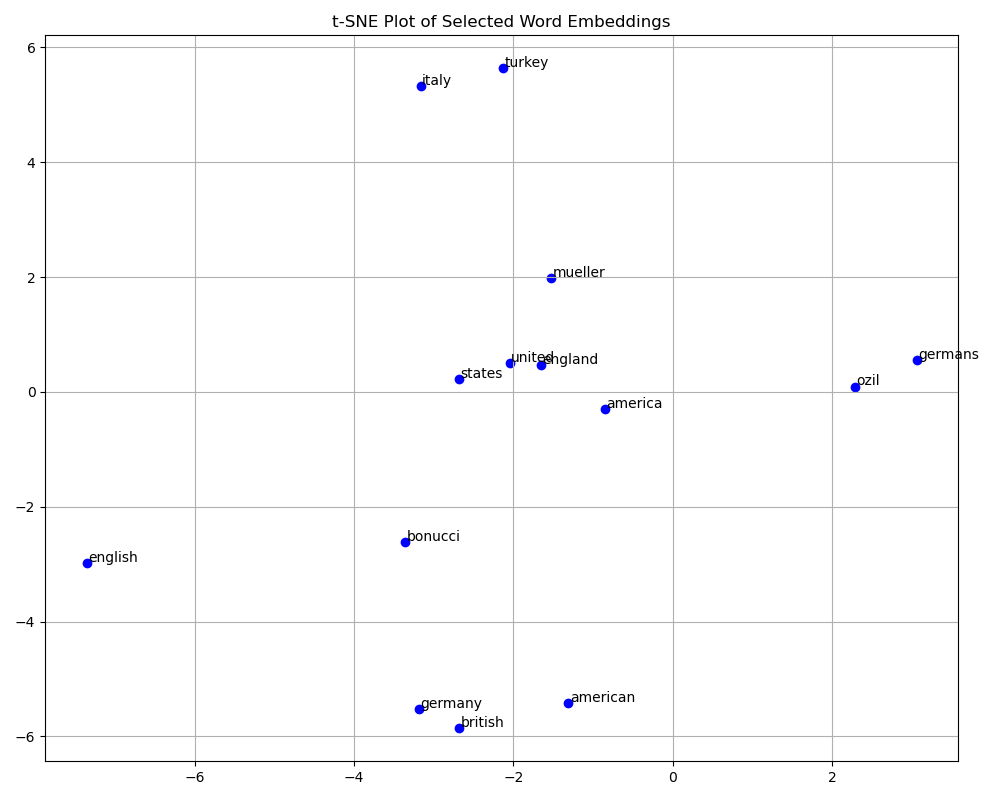 t-SNE Plot of Selected Word Embeddings
6
turkey
italy
4
mueller
2
united
england
germans
states
ozil
0
america
−2
bonucci
english
−4
american
germany
british
−6
−6
−4
−2
0
2